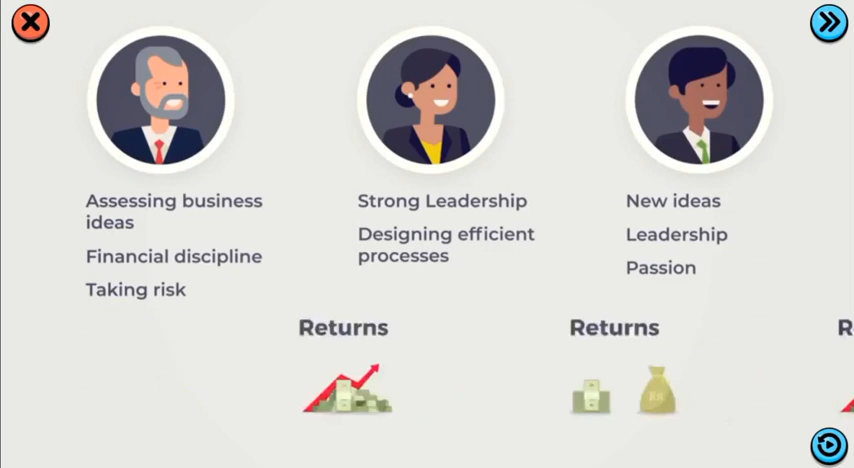 Assessing business
ideas
Financial discipline
Taking risk
Strong Leadership
Designing efficient
processes
New ideas
Leadership
Passion
Returns
Returns
R